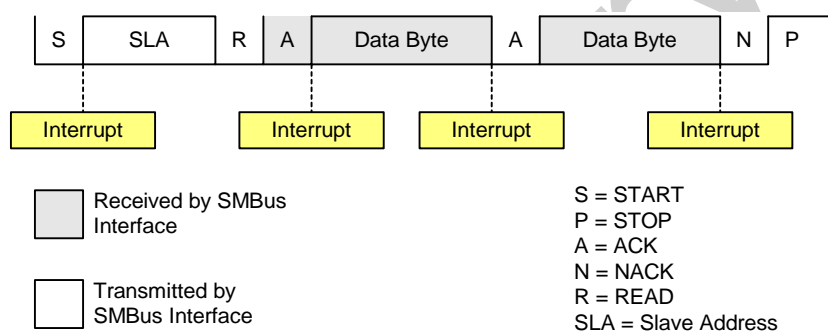 S SLA R A Data Byte A Data Byte N P
Interrupt Interrupt Interrupt Interrupt
Received by SMBus
Interface
Transmitted by
SMBus Interface
S = START
P = STOP
A = ACK
N = NACK
R = READ
SLA = Slave Address